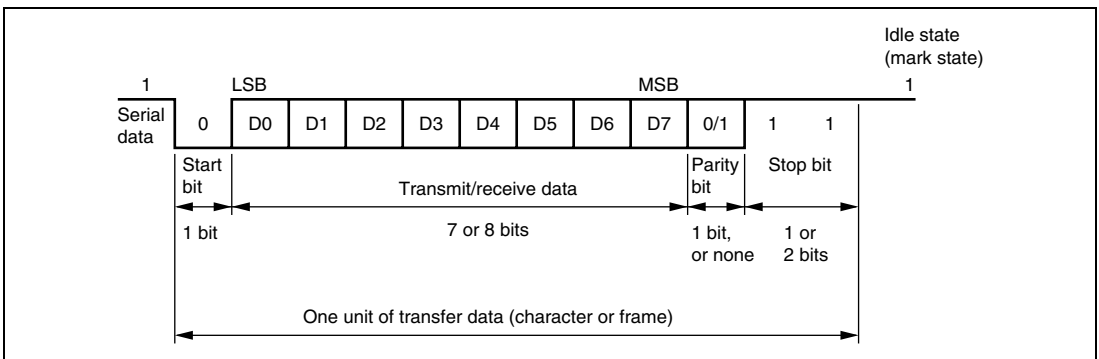 Idle state
(mark state)
1 LSB MSB 1
Serial
data
0 D0 D1 D2 D3 D4 D5 D6 D7 0/1 1 1
Start
bit
Transmit/receive data
Parity
bit
Stop bit
1 bit
7 or 8 bits
1 bit,
or none
1 or
2 bits
One unit of transfer data (character or frame)